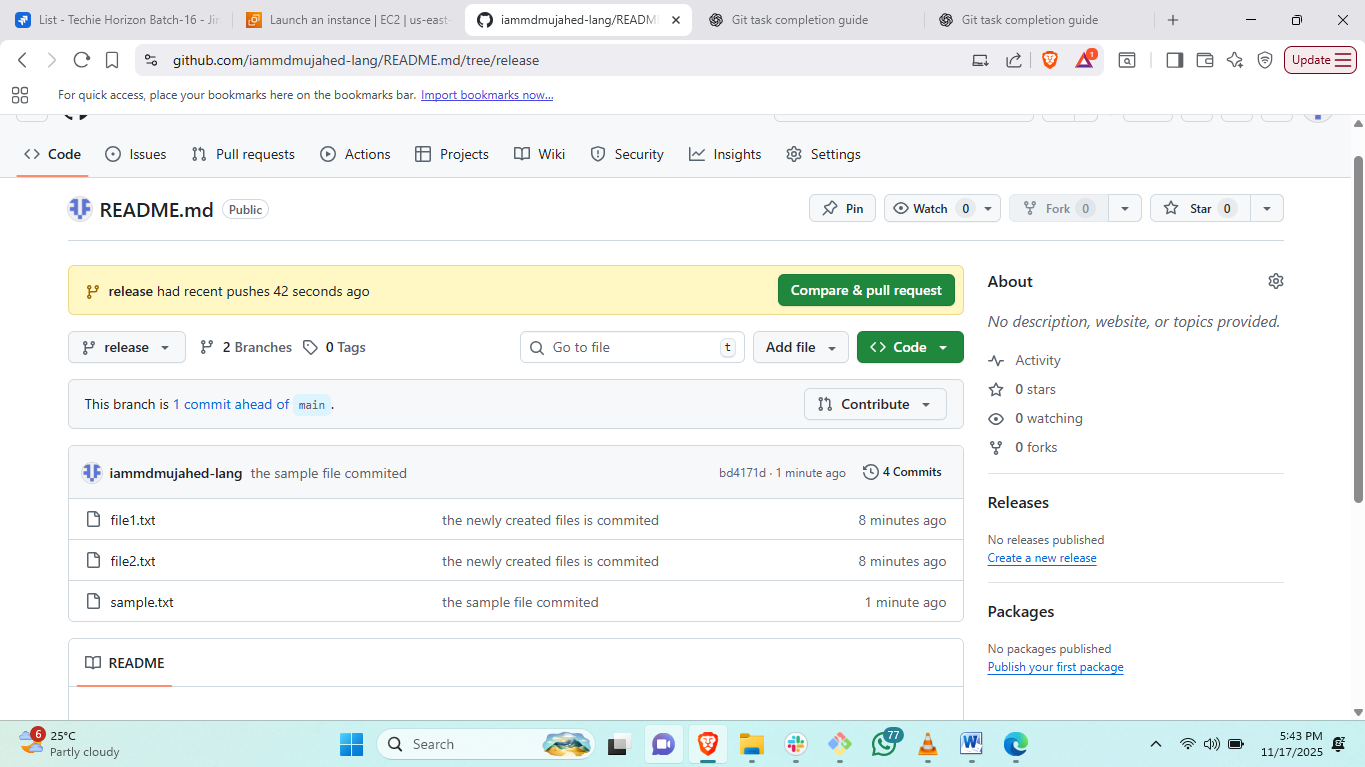 List - Techie Horizon Batch-16 - Jir
Launch an instance | EC2 | us-east-
iammdmujahed-lang/README
Git task completion guide
Git task completion guide
github.com/iammdmujahed-lang/README.md/tree/release
1
Update
For quick access, place your bookmarks here on the bookmarks bar. Import bookmarks now...
Code
Issues
Pull requests
Actions
Projects
Wiki
Security
Insights
Settings
README.md
Public
Pin
Watch 0
Fork 0
Star 0
release had recent pushes 42 seconds ago
Compare & pull request
release
2 Branches
0 Tags
Go to file
t
Add file
Code
This branch is 1 commit ahead of main .
Contribute
iammdmujahed-lang the sample file commited
bd4171d · 1 minute ago
4 Commits
file1.txt
the newly created files is commited
8 minutes ago
file2.txt
the newly created files is commited
8 minutes ago
sample.txt
the sample file commited
1 minute ago
README
About
No description, website, or topics provided.
Activity
0 stars
0 watching
0 forks
Releases
No releases published
Create a new release
Packages
No packages published
Publish your first package
6
25°C
Partly cloudy
Search
77
5:43 PM
11/17/2025